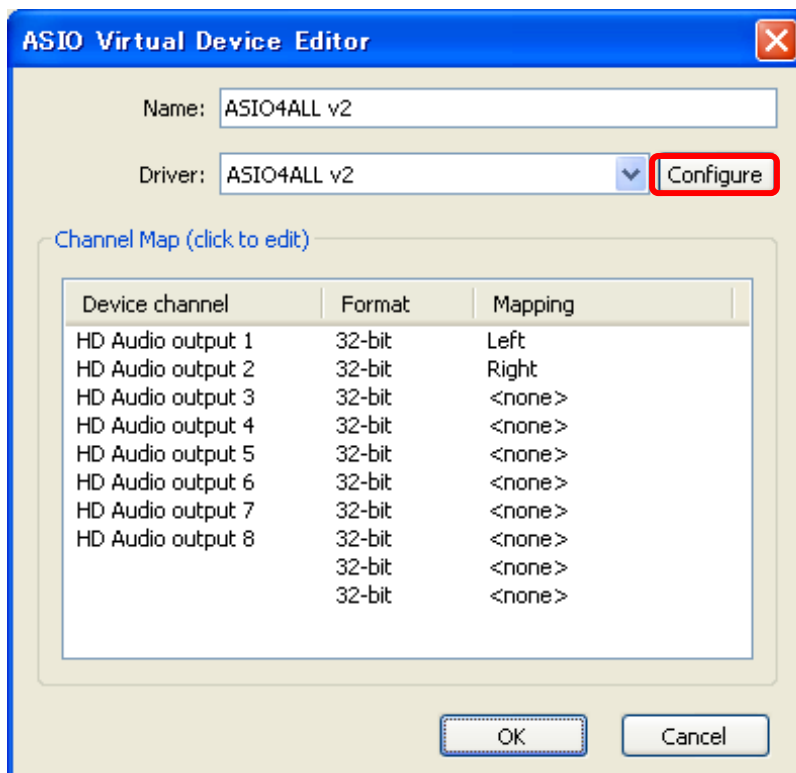 ASIO Virtual Device Editor
Name: ASIO4ALL v2
Driver: ASIO4ALL v2 Configure
Channel Map (click to edit)
Device channel Format Mapping
HD Audio output 1 32-bit Left
HD Audio output 2 32-bit Right
HD Audio output 3 32-bit <none>
HD Audio output 4 32-bit <none>
HD Audio output 5 32-bit <none>
HD Audio output 6 32-bit <none>
HD Audio output 7 32-bit <none>
HD Audio output 8 32-bit <none>
32-bit <none>
32-bit <none>
OK Cancel